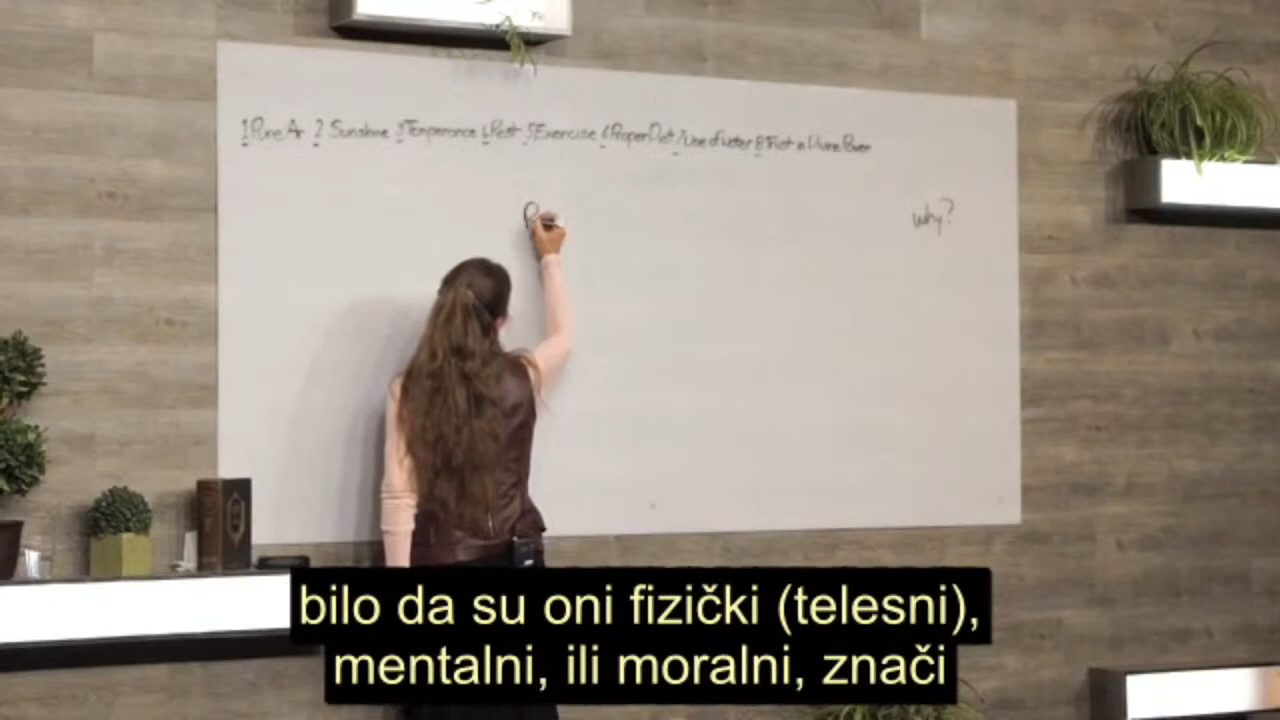 1 Pure Air 2 Sunshine 3 Temperance 4 Rest 5 Exercise 6 Proper Diet 7 Use of water 8 Trust in Divine Power
why?
bilo da su oni fizički (telesni),
mentalni, ili moralni, znači